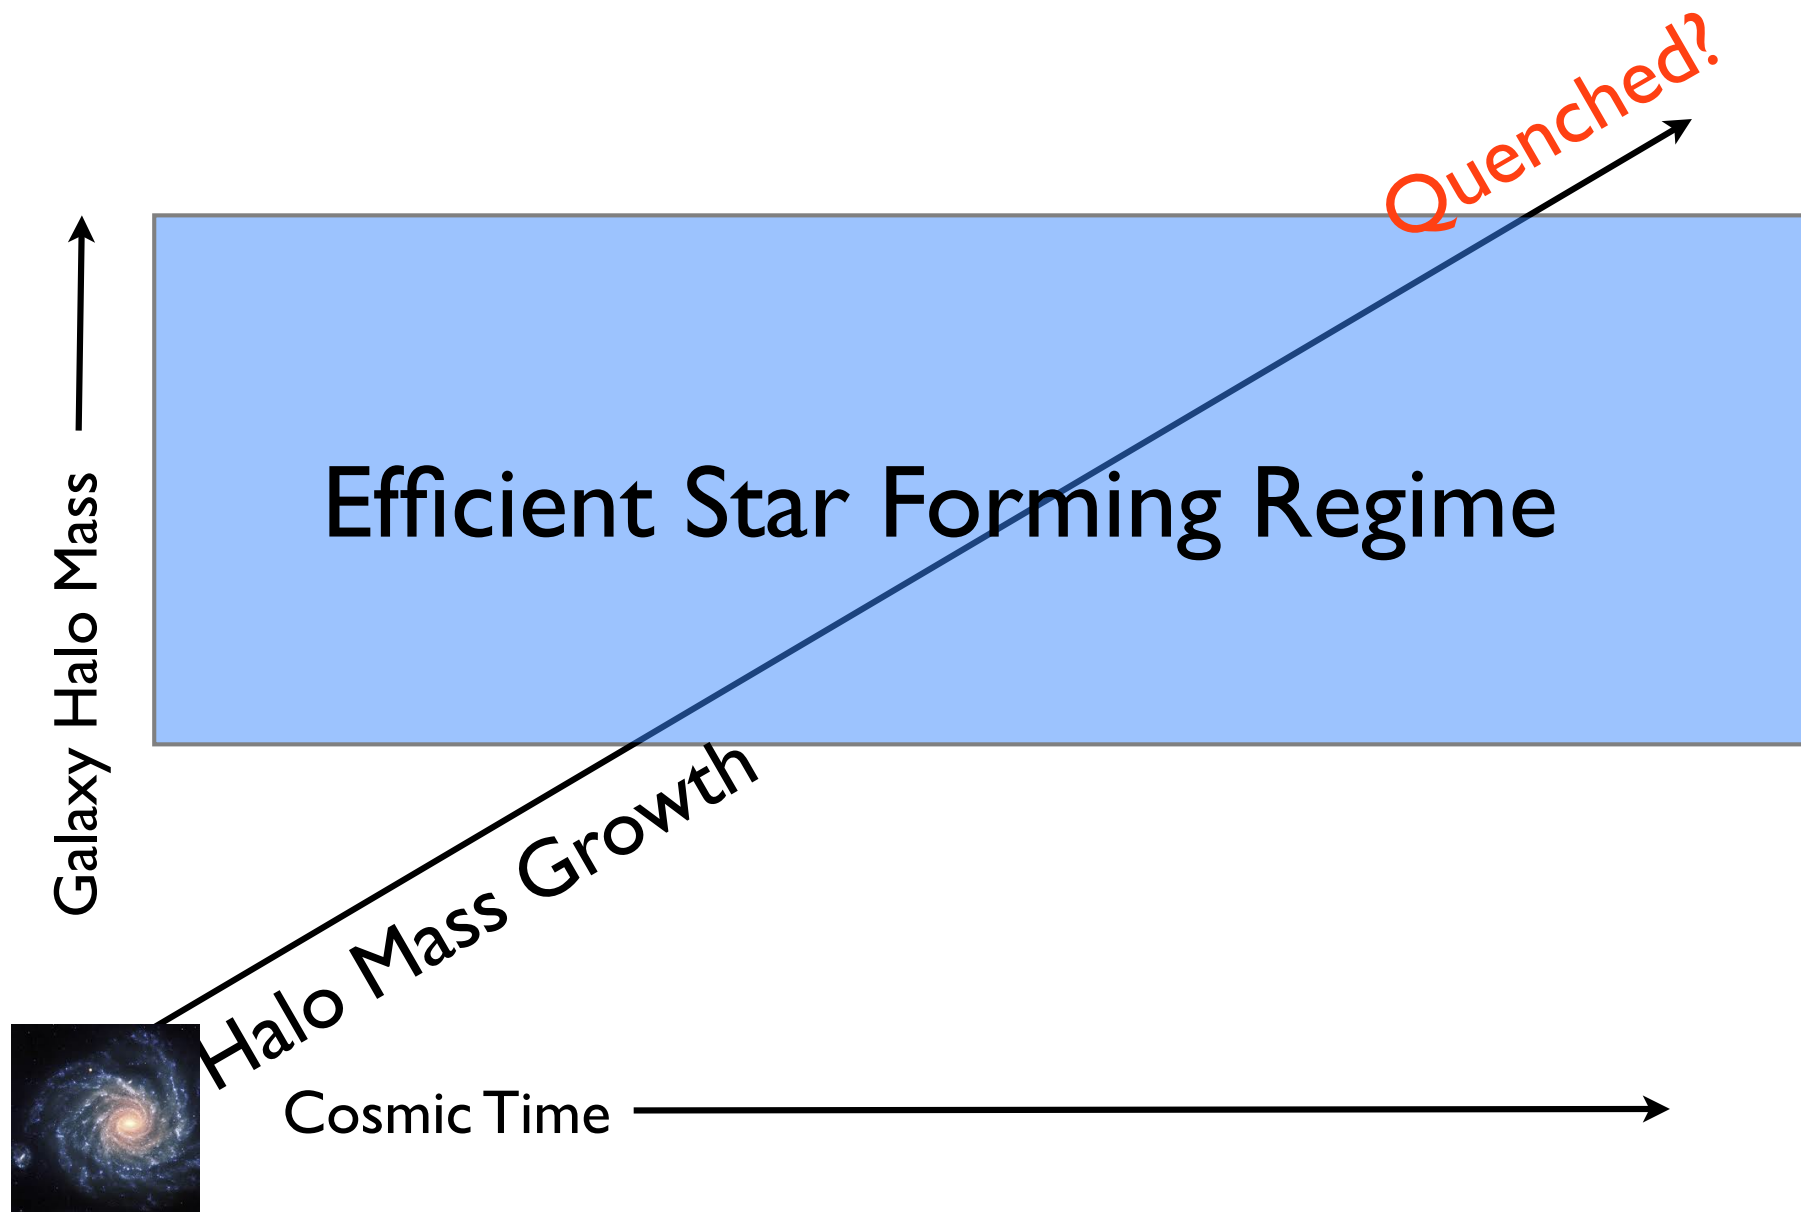 Quenched?
Efficient Star Forming Regime
Galaxy Halo Mass
Halo Mass Growth
Cosmic Time